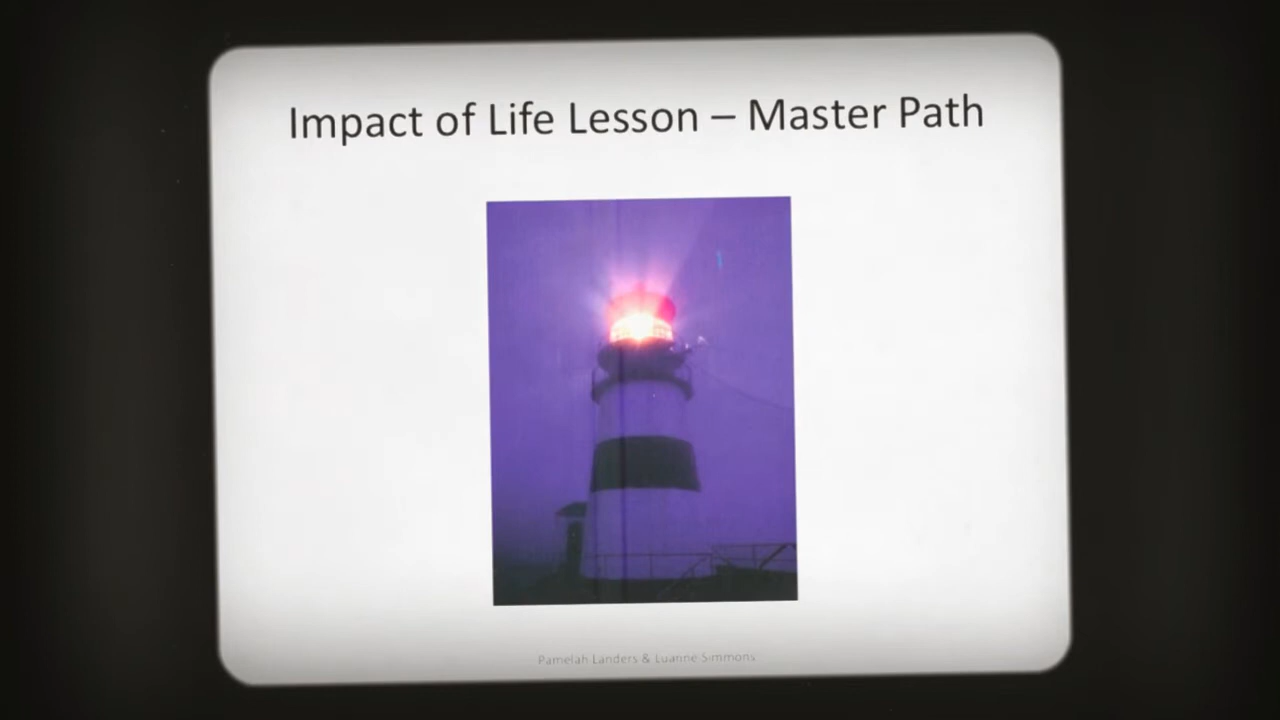 Impact of Life Lesson – Master Path
Pamelah Landers & Luanne Simmons